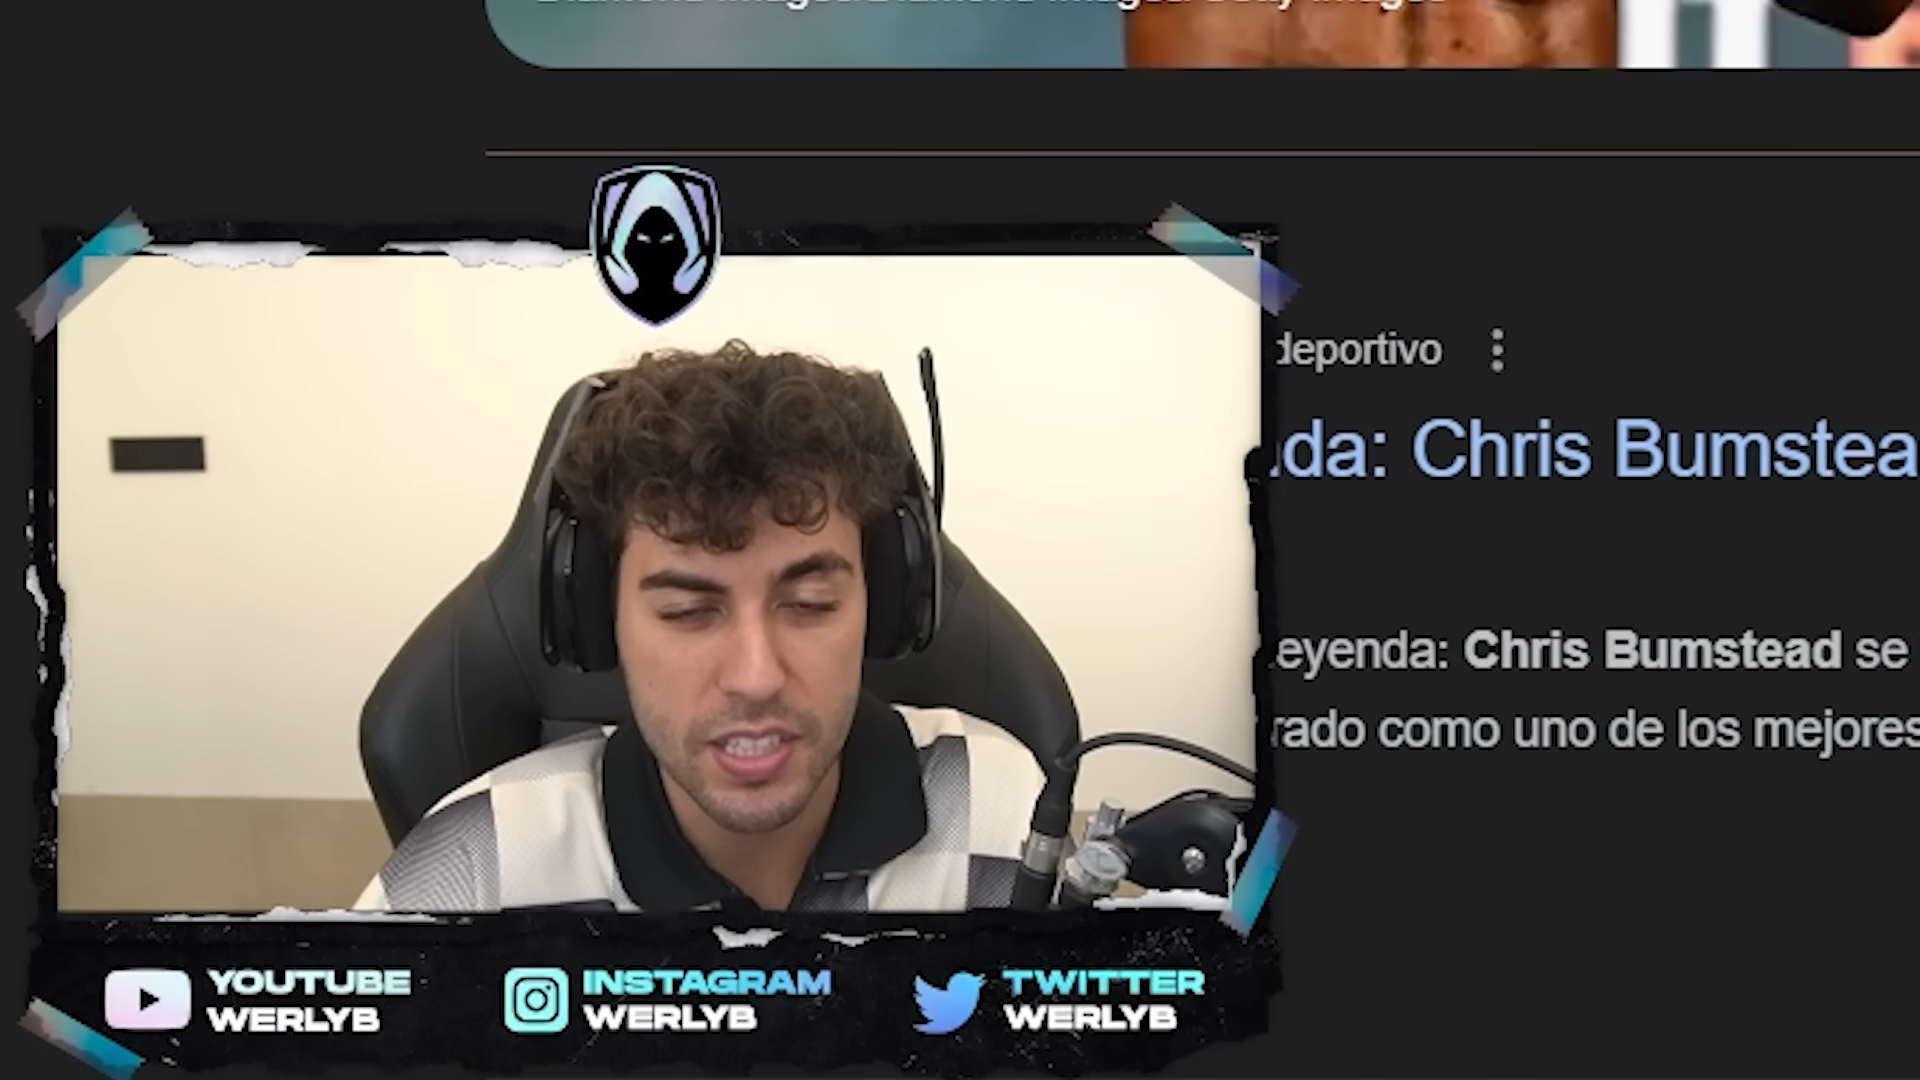 deportivo
da: Chris Bumstea
eyenda: Chris Bumstead se
rado como uno de los mejores
YOUTUBE
WERLYB
INSTAGRAM
WERLYB
TWITTER
WERLYB